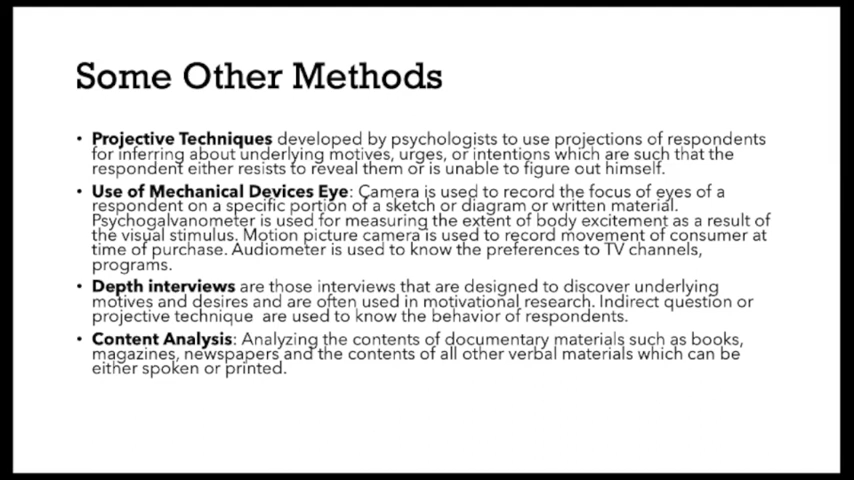 Some Other Methods
• Projective Techniques developed by psychologists to use projections of respondents
for inferring about underlying motives, urges, or intentions which are such that the
respondent either resists to reveal them or is unable to figure out himself.
• Use of Mechanical Devices Eye: Camera is used to record the focus of eyes of a
respondent on a specific portion of a sketch or diagram or written material.
Psychogalvanometer is used for measuring the extent of body excitement as a result of
the visual stimulus. Motion picture camera is used to record movement of consumer at
time of purchase. Audiometer is used to know the preferences to TV channels,
programs.
• Depth interviews are those interviews that are designed to discover underlying
motives and desires and are often used in motivational research. Indirect question or
projective technique are used to know the behavior of respondents.
• Content Analysis: Analyzing the contents of documentary materials such as books,
magazines, newspapers and the contents of all other verbal materials which can be
either spoken or printed.